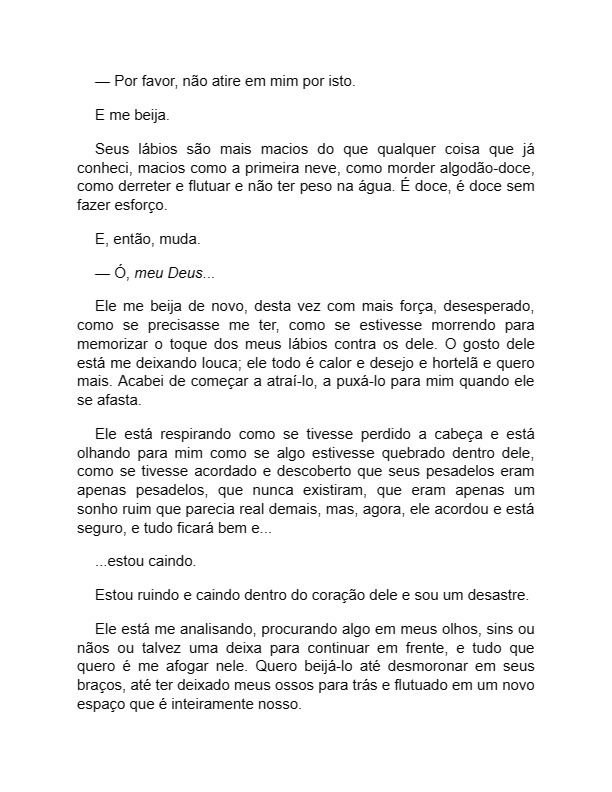 — Por favor, não atire em mim por isto.
E me beija.
Seus lábios são mais macios do que qualquer coisa que já
conheci, macios como a primeira neve, como morder algodão-doce,
como derreter e flutuar e não ter peso na água. É doce, é doce sem
fazer esforço.
E, então, muda.
— Ó, meu Deus...
Ele me beija de novo, desta vez com mais força, desesperado,
como se precisasse me ter, como se estivesse morrendo para
memorizar o toque dos meus lábios contra os dele. O gosto dele
está me deixando louca; ele todo é calor e desejo e hortelã e quero
mais. Acabei de começar a atraí-lo, a puxá-lo para mim quando ele
se afasta.
Ele está respirando como se tivesse perdido a cabeça e está
olhando para mim como se algo estivesse quebrado dentro dele,
como se tivesse acordado e descoberto que seus pesadelos eram
apenas pesadelos, que nunca existiram, que eram apenas um
sonho ruim que parecia real demais, mas, agora, ele acordou e está
seguro, e tudo ficará bem e...
...estou caindo.
Estou ruindo e caindo dentro do coração dele e sou um desastre.
Ele está me analisando, procurando algo em meus olhos, sins ou
nãos ou talvez uma deixa para continuar em frente, e tudo que
quero é me afogar nele. Quero beijá-lo até desmoronar em seus
braços, até ter deixado meus ossos para trás e flutuado em um novo
espaço que é inteiramente nosso.